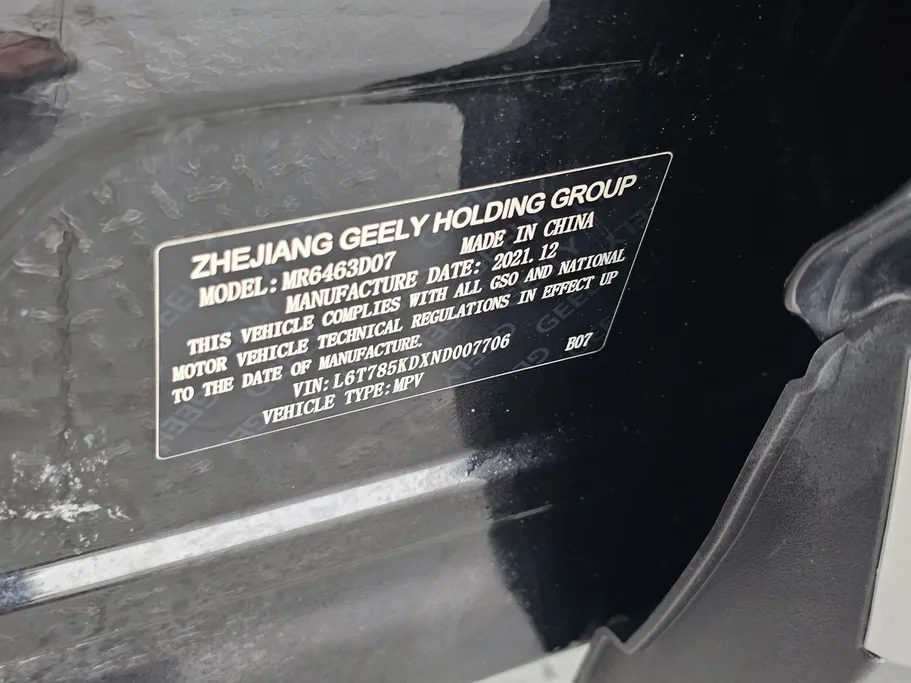 ZHEJIANG GEELY HOLDING GROUP
MODEL: MR6463D07 MADE IN CHINA
MANUFACTURE DATE: 2021.12
THIS VEHICLE COMPLIES WITH ALL GSO AND NATIONAL
MOTOR VEHICLE TECHNICAL REGULATIONS IN EFFECT UP
TO THE DATE OF MANUFACTURE.
VIN: L6T785KDXND007706 B07
VEHICLE TYPE: MPV